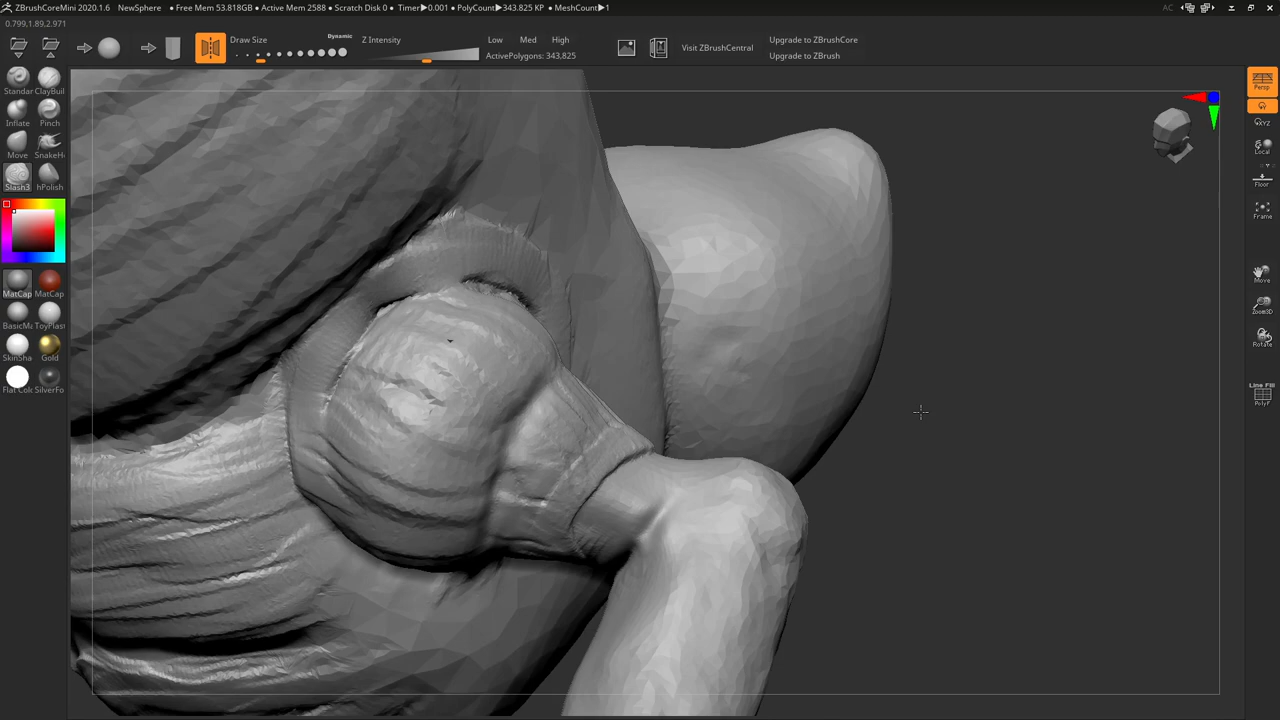 ZBrushCoreMini 2020.1.6 NewSphere • Free Mem 53.818GB • Active Mem 2588 • Scratch Disk 0 • Timer▶0.001 • PolyCount▶343.825 KP • MeshCount▶1 AC
0.799,1.89,2.971
Draw Size Dynamic Z Intensity Low Med High
ActivePolygons: 343,825
Visit ZBrushCentral
Upgrade to ZBrushCore
Upgrade to ZBrush
Standar ClayBuil
Inflate Pinch
Move SnakeH
Slash3 hPolish
MatCap MatCap
BasicMa ToyPlast
SkinSha Gold
Flat Colo SilverFo
Persp
XYZ
Local
Floor
Frame
Move
Zoom3D
Rotate
Line Fill
PolyF